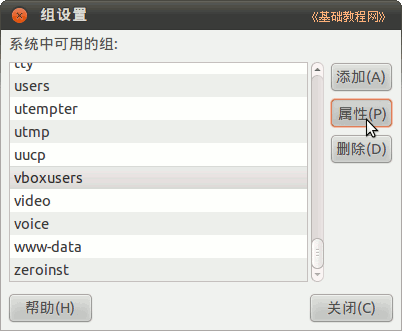 组设置 《基础教程网》
系统中可用的组:
tty
users
utempter
utmp
uucp
vboxusers
video
voice
www-data
zeroinst
添加(A)
属性(P)
删除(D)
帮助(H)
关闭(C)